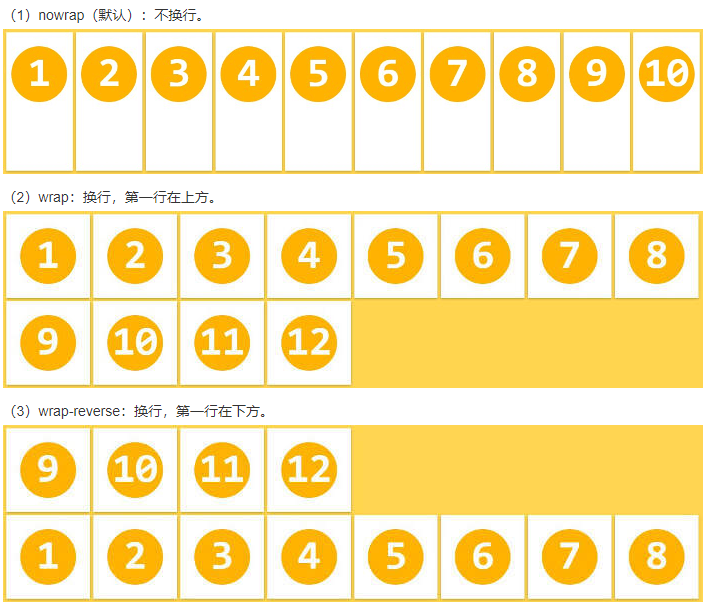 （1）nowrap（默认）：不换行。
1 2 3 4 5 6 7 8 9 10
（2）wrap：换行，第一行在上方。
1 2 3 4 5 6 7 8
9 10 11 12
（3）wrap-reverse：换行，第一行在下方。
9 10 11 12
1 2 3 4 5 6 7 8